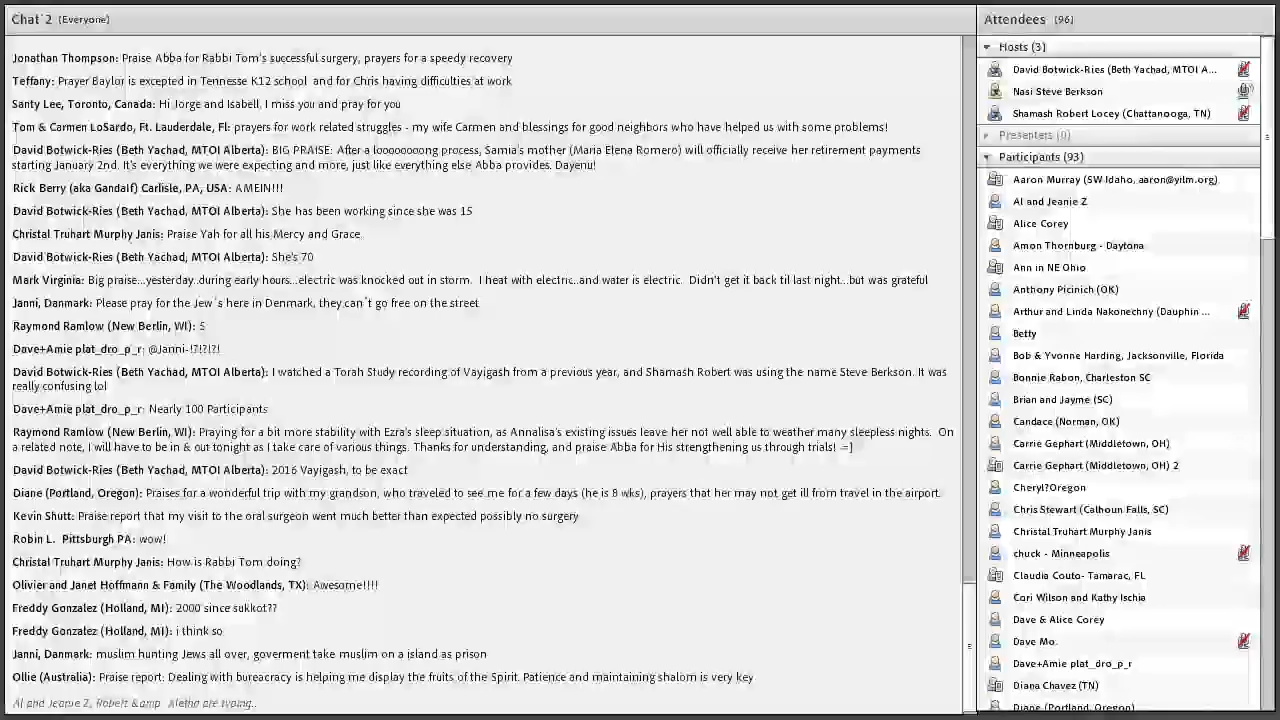 Chat 2 (Everyone)
Jonathan Thompson: Praise Abba for Rabbi Tom's successful surgery, prayers for a speedy recovery
Teffany: Prayer Baylor is excepted in Tennesse K12 school and for Chris having difficulties at work
Santy Lee, Toronto, Canada: Hi Jorge and Isabell, I miss you and pray for you
Tom & Carmen LoSardo, Ft. Lauderdale, Fl: prayers for work related struggles - my wife Carmen and blessings for good neighbors who have helped us with some problems!
David Botwick-Ries (Beth Yachad, MTOI Alberta): BIG PRAISE: After a looooooong process, Samia's mother (Maria Elena Romero) will officially receive her retirement payments
starting January 2nd. It's everything we were expecting and more, just like everything else Abba provides. Dayenu!
Rick Berry (aka Gandalf) Carlisle, PA, USA: AMEIN!!!
David Botwick-Ries (Beth Yachad, MTOI Alberta): She has been working since she was 15
Christal Truhart Murphy Janis: Praise Yah for all his Mercy and Grace
David Botwick-Ries (Beth Yachad, MTOI Alberta): She's 70
Mark Virginia: Big praise...yesterday..during early hours...electric was knocked out in storm. I heat with electric..and water is electric. Didn't get it back til last night...but was grateful
Janni, Danmark: Please pray for the Jew´s here in Denmark, they can´t go free on the street
Raymond Ramlow (New Berlin, WI): 5
Dave+Amie plat_dro_p_r: @Janni-!?!?!?!
David Botwick-Ries (Beth Yachad, MTOI Alberta): I watched a Torah Study recording of Vayigash from a previous year, and Shamash Robert was using the name Steve Berkson. It was
really confusing lol
Dave+Amie plat_dro_p_r: Nearly 100 Participants
Raymond Ramlow (New Berlin, WI): Praying for a bit more stability with Ezra's sleep situation, as Annalisa's existing issues leave her not well able to weather many sleepless nights. On
a related note, I will have to be in & out tonight as I take care of various things. Thanks for understanding, and praise Abba for His strengthening us through trials! =]
David Botwick-Ries (Beth Yachad, MTOI Alberta): 2016 Vayigash, to be exact
Diane (Portland, Oregon): Praises for a wonderful trip with my grandson, who traveled to see me for a few days (he is 8 wks), prayers that her may not get ill from travel in the airport.
Kevin Shutt: Praise report that my visit to the oral surgeon went much better than expected possibly no surgery
Robin L. Pittsburgh PA: wow!
Christal Truhart Murphy Janis: How is Rabbi Tom doing?
Olivier and Janet Hoffmann & Family (The Woodlands, TX): Awesome!!!!
Freddy Gonzalez (Holland, MI): 2000 since sukkot??
Freddy Gonzalez (Holland, MI): i think so
Janni, Danmark: muslim hunting Jews all over, goverment take muslim on a island as prison
Ollie (Australia): Praise report: Dealing with bureacracy is helping me display the fruits of the Spirit. Patience and maintaining shalom is very key
Al and Jeanie Z, Robert &amp Aletha are typing..
Attendees (96)
Hosts (3)
David Botwick-Ries (Beth Yachad, MTOI A...
Nasi Steve Berkson
Shamash Robert Locey (Chattanooga, TN)
Presenters (0)
Participants (93)
Aaron Murray (SW Idaho, aaron@yilm.org)
Al and Jeanie Z
Alice Corey
Amon Thornburg - Daytona
Ann in NE Ohio
Anthony Picinich (OK)
Arthur and Linda Nakonechny (Dauphin ...
Betty
Bob & Yvonne Harding, Jacksonville, Florida
Bonnie Rabon, Charleston SC
Brian and Jayme (SC)
Candace (Norman, OK)
Carrie Gephart (Middletown, OH)
Carrie Gephart (Middletown, OH) 2
Cheryl?Oregon
Chris Stewart (Calhoun Falls, SC)
Christal Truhart Murphy Janis
chuck - Minneapolis
Claudia Couto- Tamarac, FL
Cori Wilson and Kathy Ischia
Dave & Alice Corey
Dave Mo.
Dave+Amie plat_dro_p_r
Diana Chavez (TN)
Diane (Portland, Oregon)